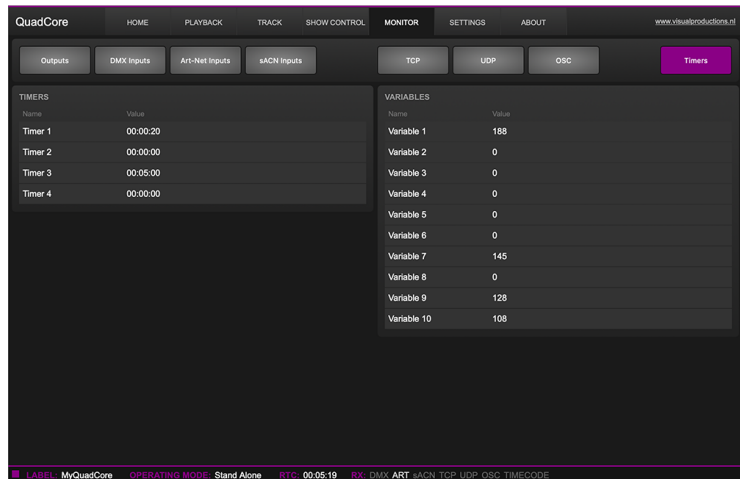 QuadCore HOME PLAYBACK TRACK SHOW CONTROL MONITOR SETTINGS ABOUT www.visualproductions.nl
Outputs DMX Inputs Art-Net Inputs sACN Inputs TCP UDP OSC Timers
TIMERS
Name Value
Timer 1 00:00:20
Timer 2 00:00:00
Timer 3 00:05:00
Timer 4 00:00:00
VARIABLES
Name Value
Variable 1 188
Variable 2 0
Variable 3 0
Variable 4 0
Variable 5 0
Variable 6 0
Variable 7 145
Variable 8 0
Variable 9 128
Variable 10 108
LABEL: MyQuadCore OPERATING MODE: Stand Alone RTC: 00:05:19 RX: DMX ART sACN TCP UDP OSC TIMECODE